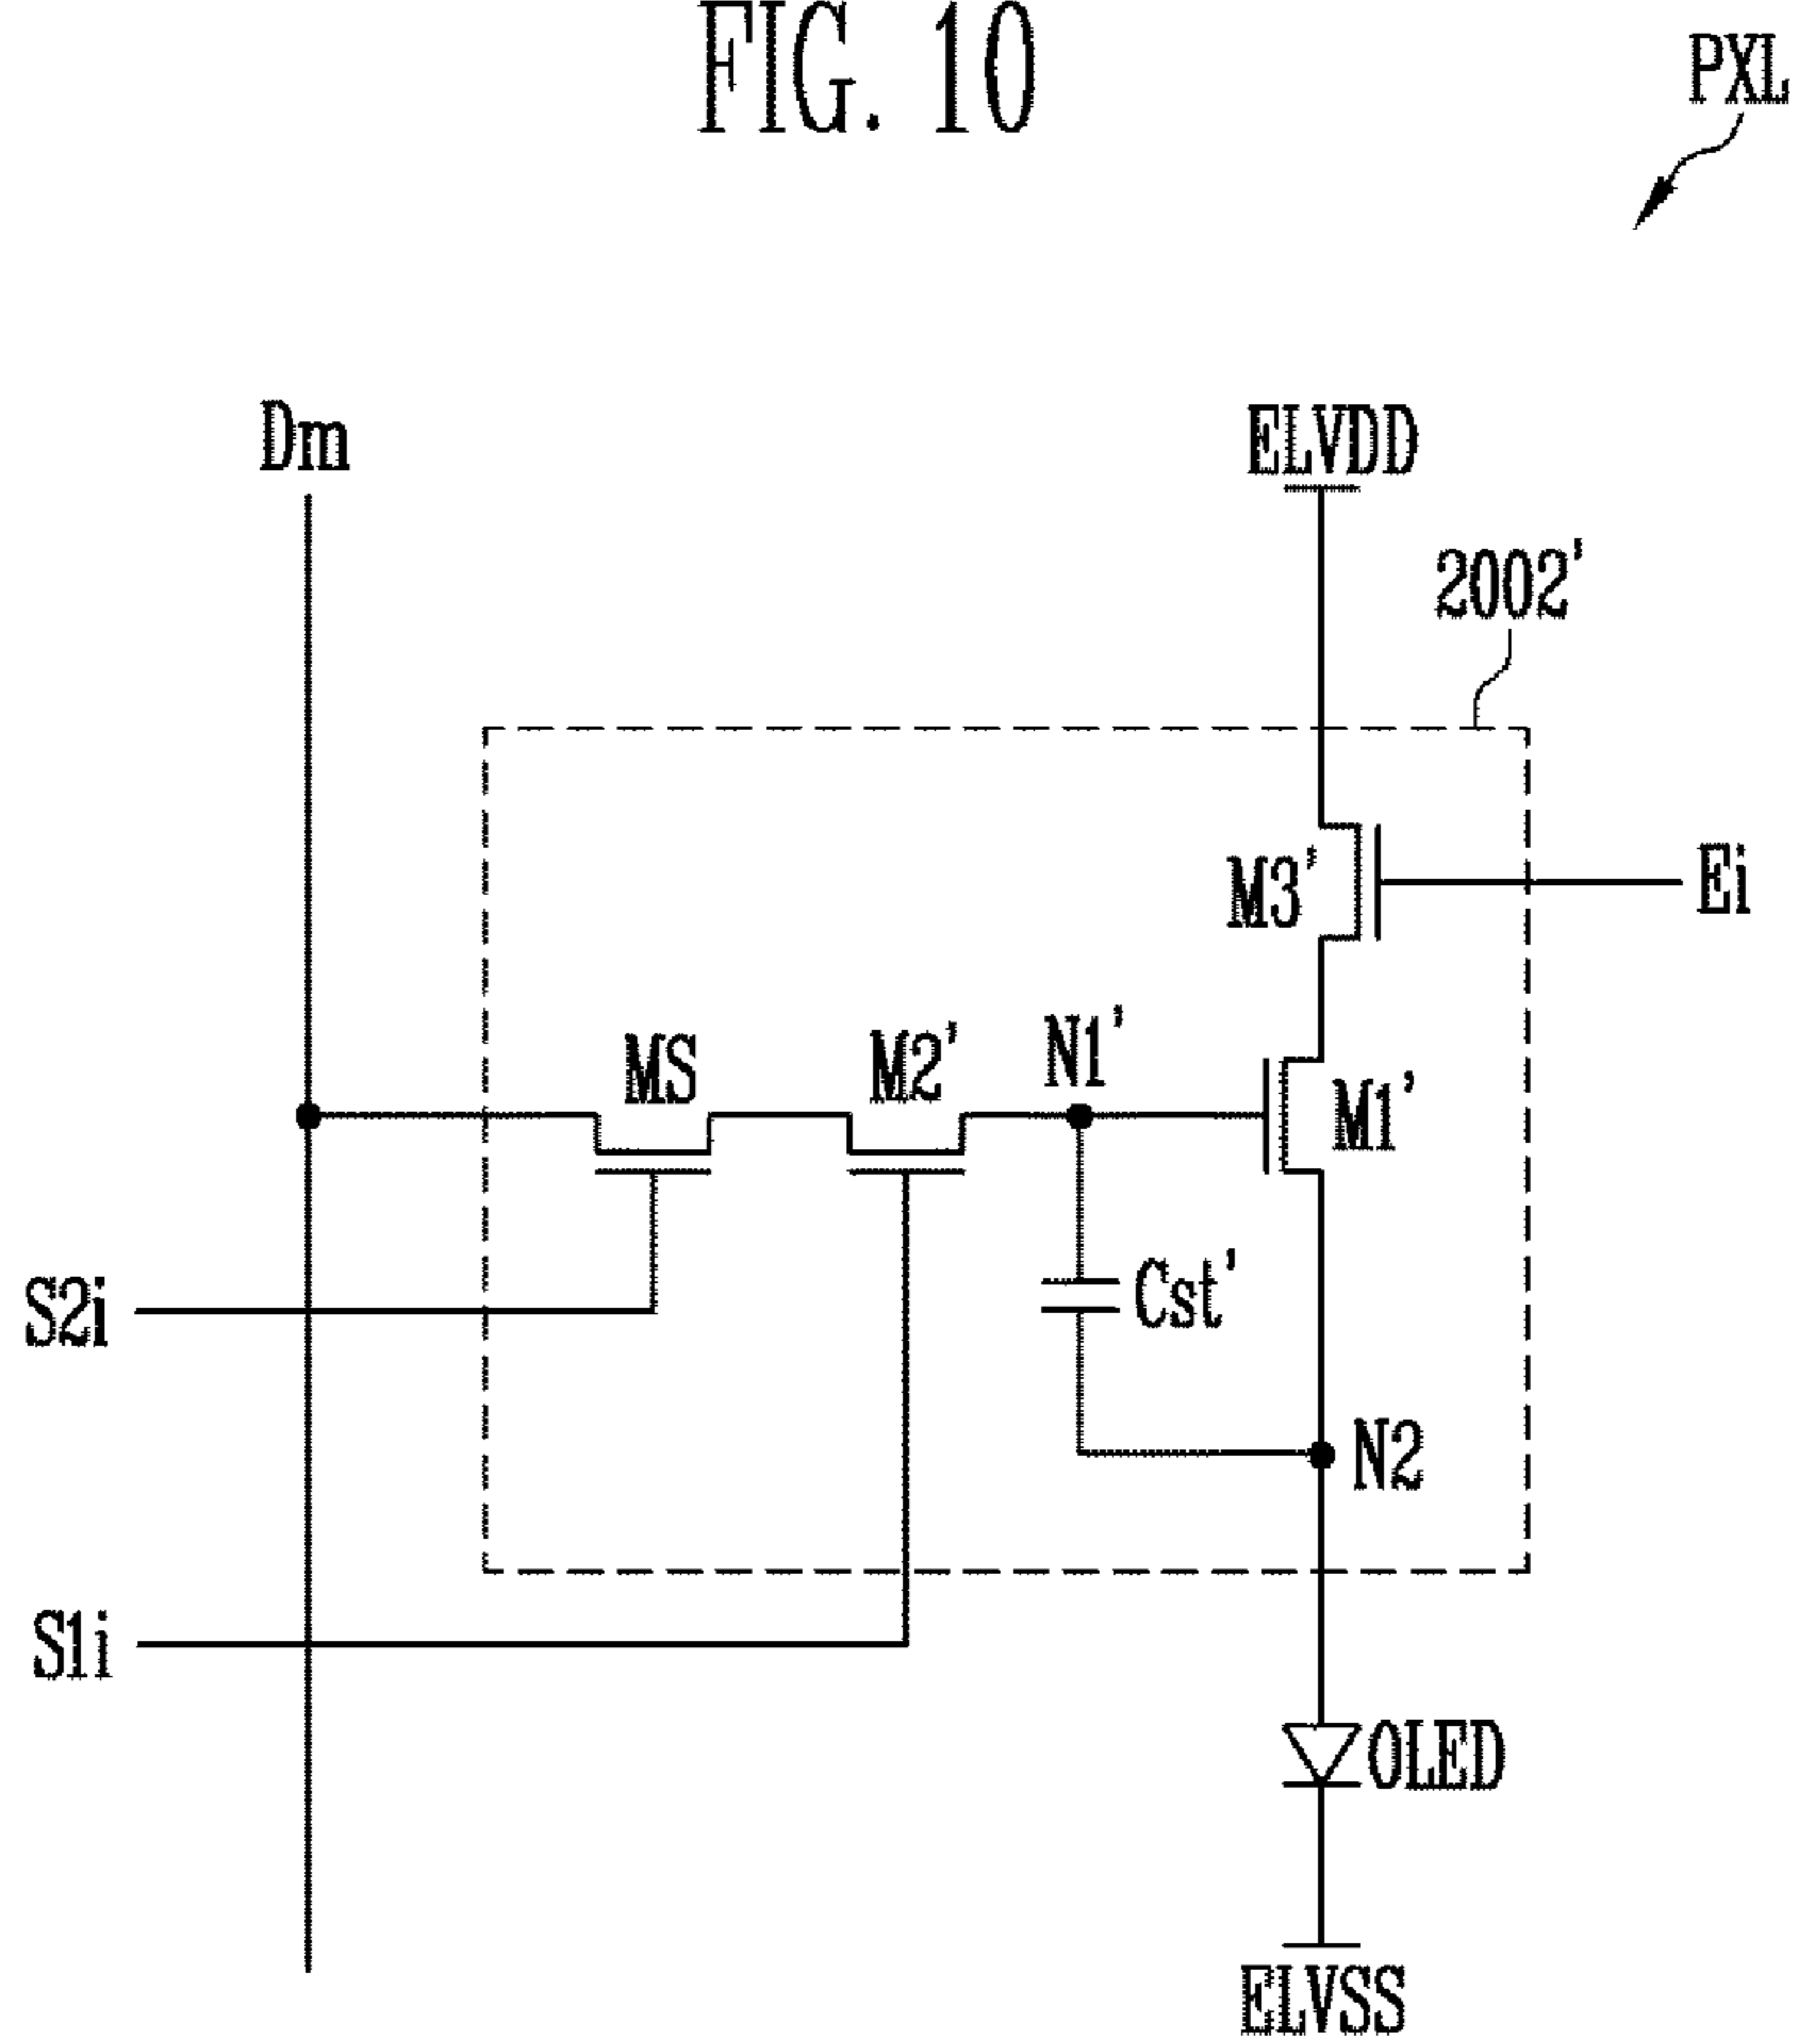 FIG. 10
PXL
Dm
ELVDD
2002'
M3'
Ei
MS
M2'
N1'
M1'
S2i
Cst'
N2
S1i
OLED
ELVSS